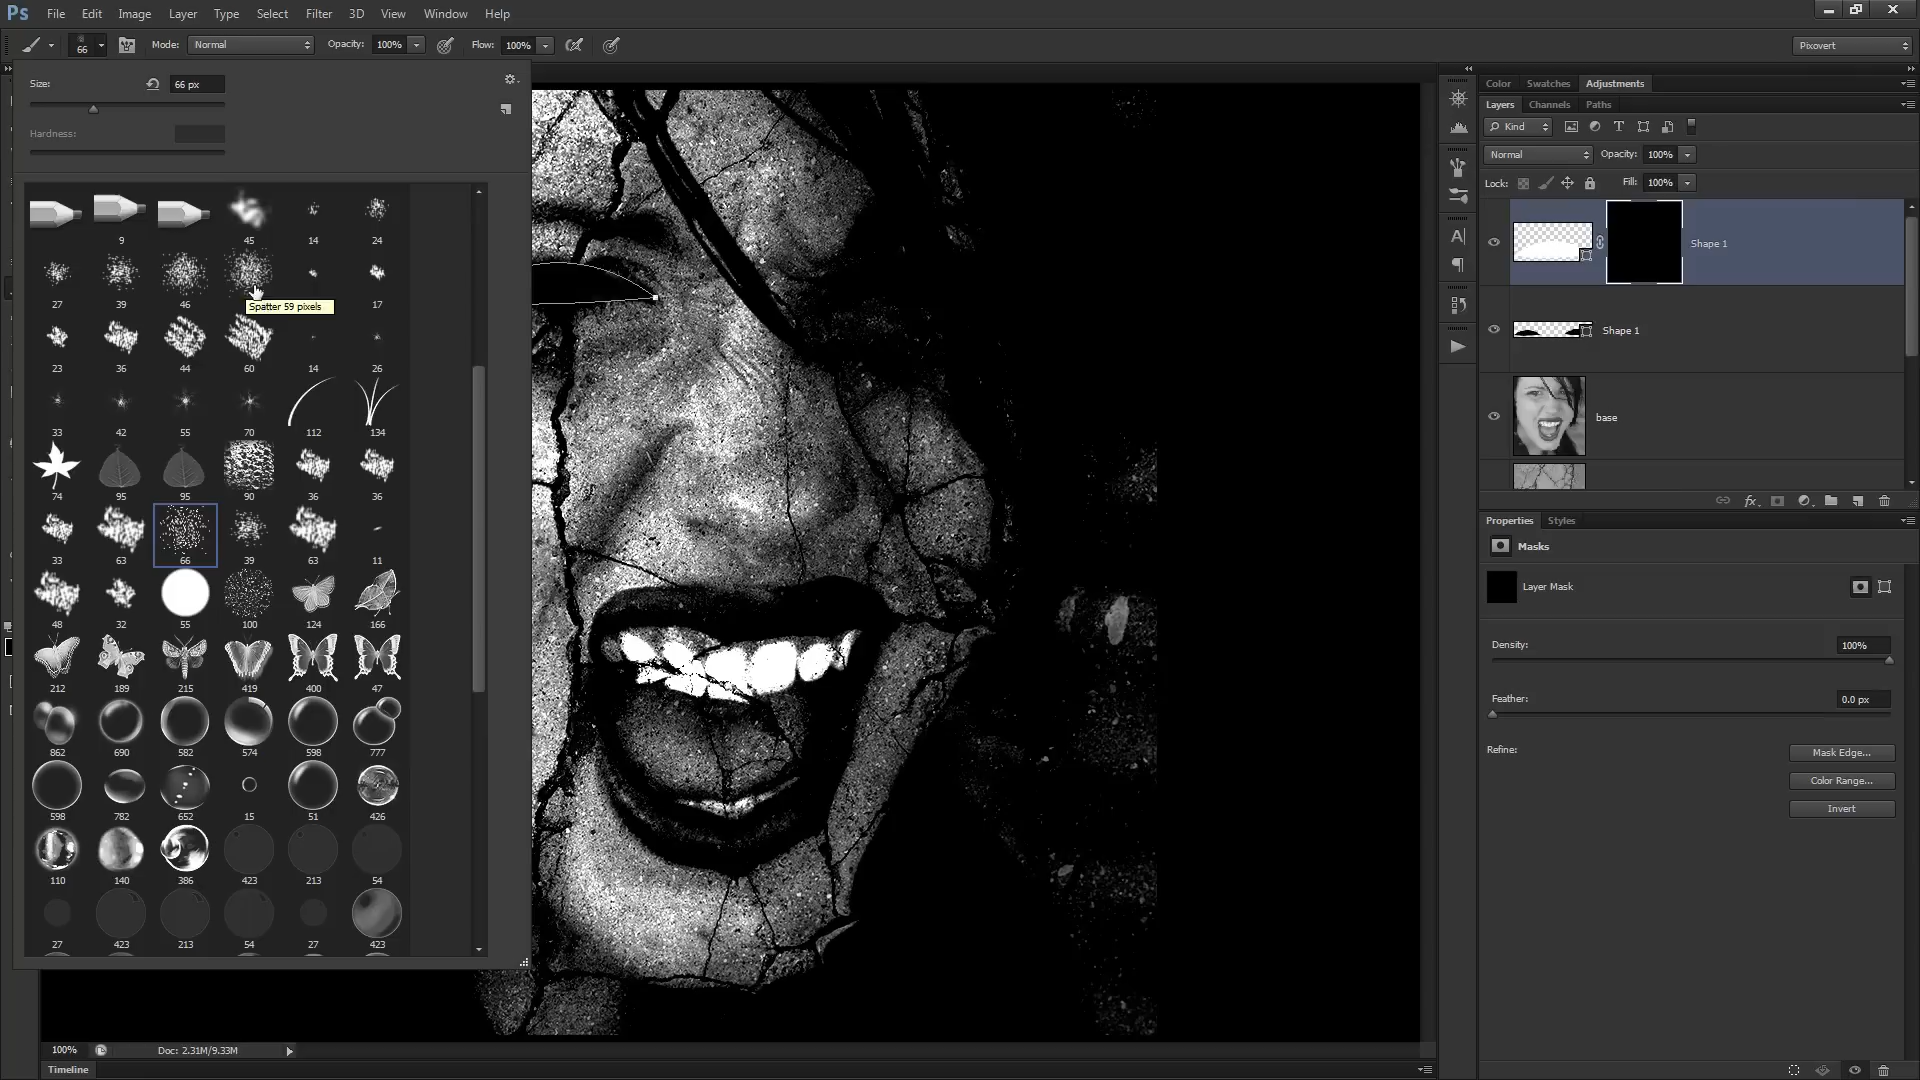 Ps File Edit Image Layer Type Select Filter 3D View Window Help
66 Mode: Normal Opacity: 100% Flow: 100% Pixovert
Size: 66 px
Hardness:
9 45 14 24
27 39 46 17
Spatter 59 pixels
23 36 44 60 14 26
33 42 55 70 112 134
74 95 95 90 36 36
33 63 66 39 63 11
48 32 55 100 124 166
212 189 215 419 400 47
862 690 582 574 598 777
598 782 652 15 51 426
110 140 386 423 213 54
27 423 213 54 27 423
100% Doc: 2.31M/9.33M
Timeline
Color Swatches Adjustments
Layers Channels Paths
Kind
Normal Opacity: 100%
Lock: Fill: 100%
Shape 1
Shape 1
base
fx
Properties Styles
Masks
Layer Mask
Density: 100%
Feather: 0.0 px
Refine: Mask Edge...
Color Range...
Invert